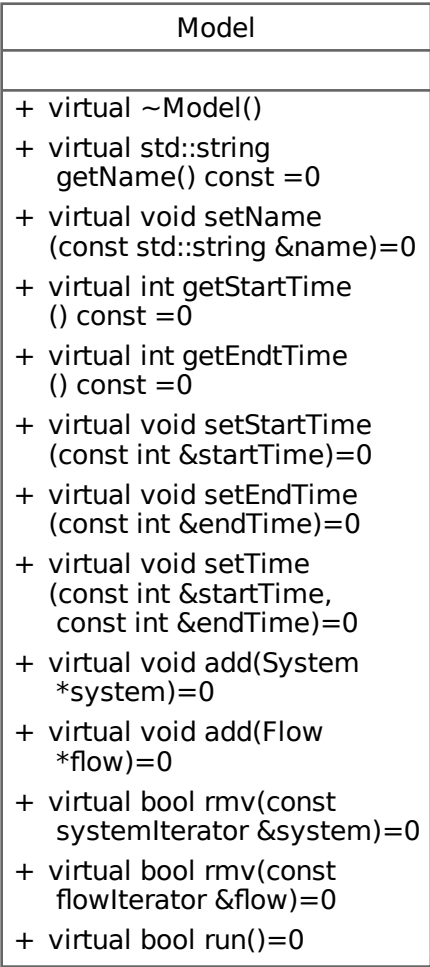 Model
+ virtual ~Model()
+ virtual std::string
getName() const =0
+ virtual void setName
(const std::string &name)=0
+ virtual int getStartTime
() const =0
+ virtual int getEndtTime
() const =0
+ virtual void setStartTime
(const int &startTime)=0
+ virtual void setEndTime
(const int &endTime)=0
+ virtual void setTime
(const int &startTime,
const int &endTime)=0
+ virtual void add(System
*system)=0
+ virtual void add(Flow
*flow)=0
+ virtual bool rmv(const
systemIterator &system)=0
+ virtual bool rmv(const
flowIterator &flow)=0
+ virtual bool run()=0